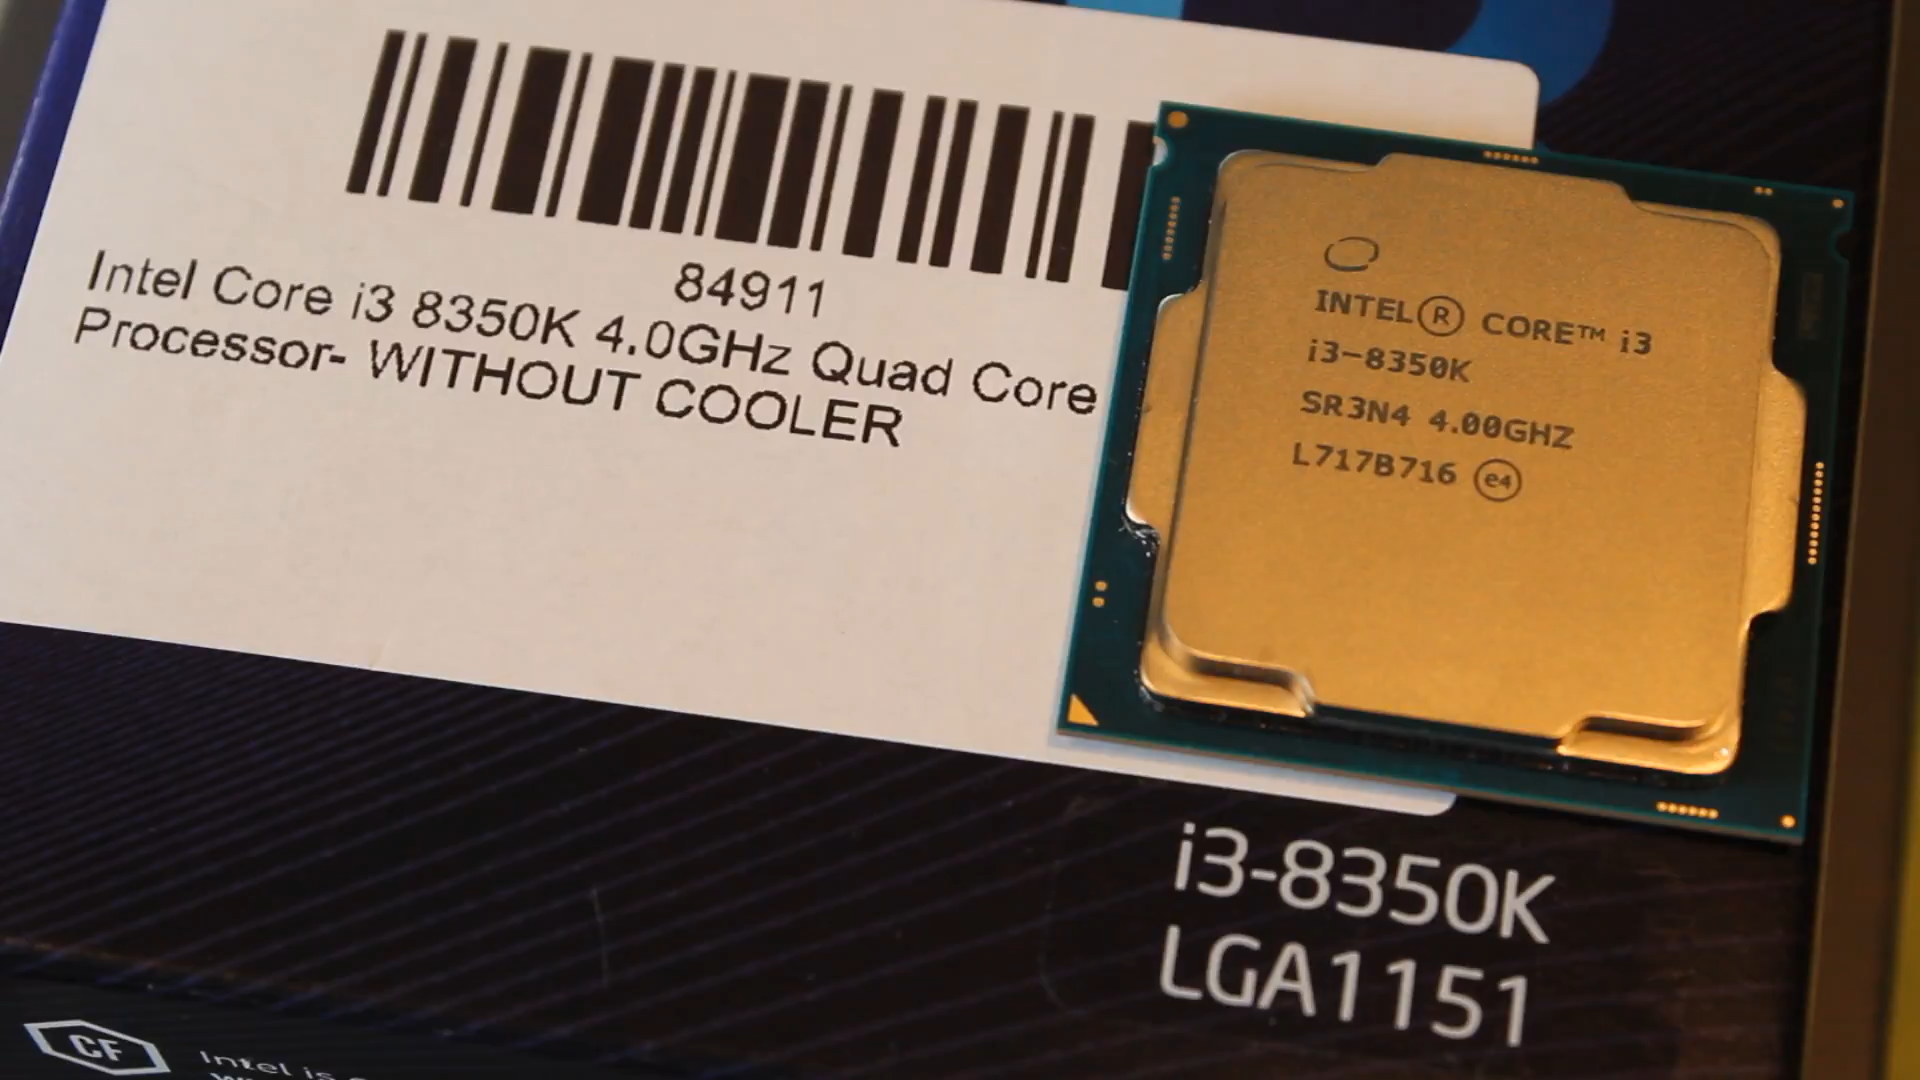 84911
Intel Core i3 8350K 4.0GHz Quad Core
Processor- WITHOUT COOLER
INTEL® CORE™ i3
i3-8350K
SR3N4 4.00GHZ
L717B716 e4
i3-8350K
LGA1151
CF
Intel is